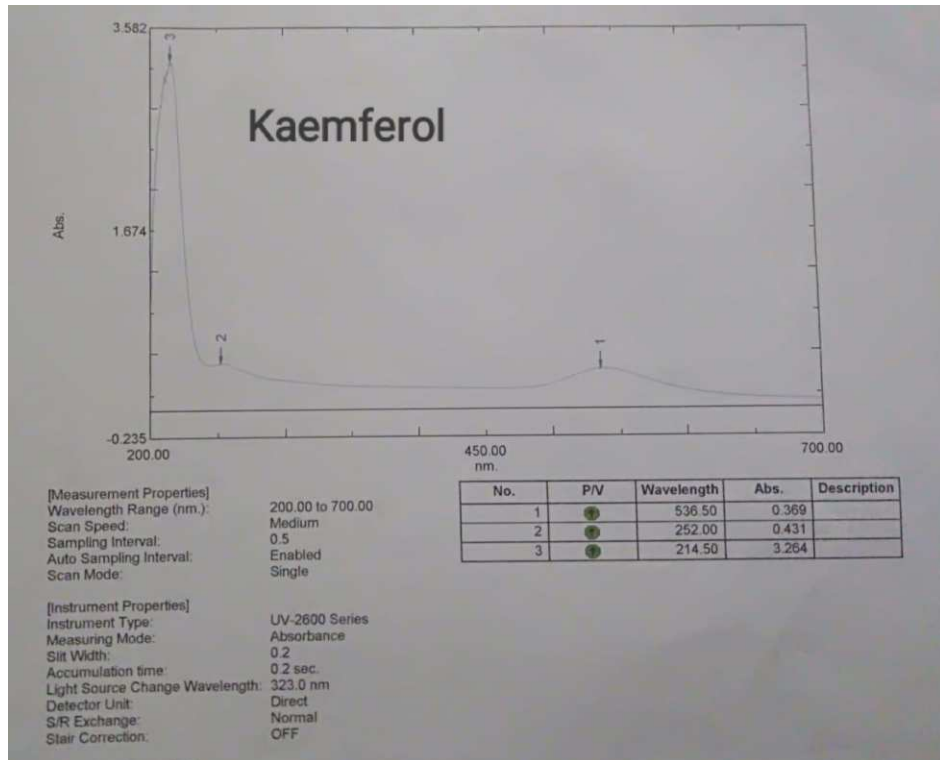 3.582
3
Kaemferol
Abs.
1.674
2
1
-0.235
200.00
450.00
700.00
nm.
No. P/V Wavelength Abs. Description
1 536.50 0.369
2 252.00 0.431
3 214.50 3.264
[Measurement Properties]
Wavelength Range (nm.): 200.00 to 700.00
Scan Speed: Medium
Sampling Interval: 0.5
Auto Sampling Interval: Enabled
Scan Mode: Single
[Instrument Properties]
Instrument Type: UV-2600 Series
Measuring Mode: Absorbance
Slit Width: 0.2
Accumulation time: 0.2 sec.
Light Source Change Wavelength: 323.0 nm
Detector Unit: Direct
S/R Exchange: Normal
Stair Correction: OFF